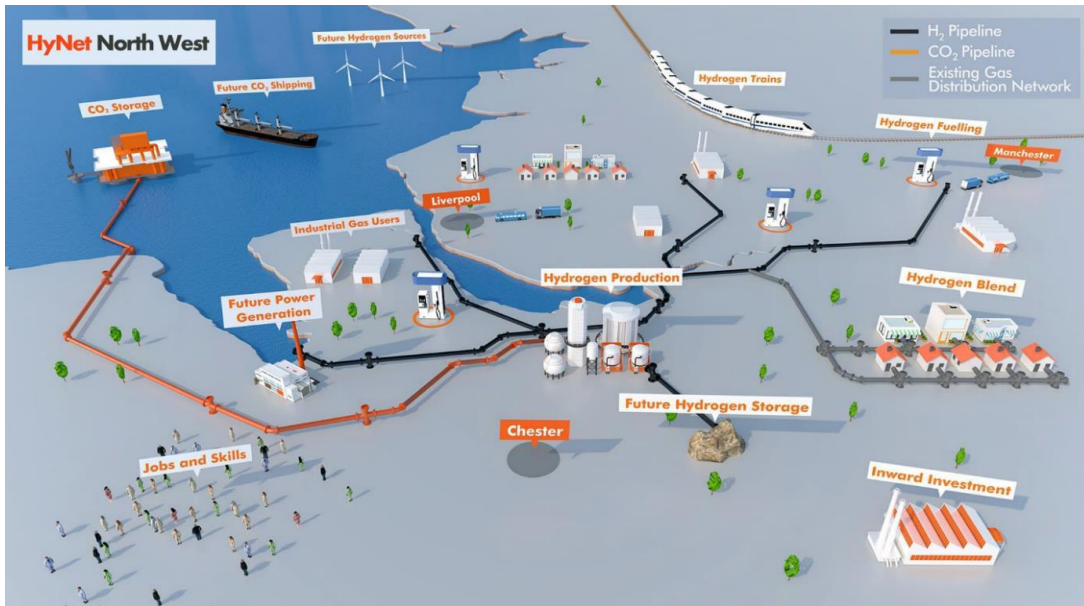 HyNet North West
Future Hydrogen Sources
H₂ Pipeline
CO₂ Pipeline
Existing Gas
Distribution Network
CO₂ Storage
Future CO₂ Shipping
Hydrogen Trains
Hydrogen Fuelling
Manchester
Liverpool
Industrial Gas Users
Hydrogen Production
Hydrogen Blend
Future Power
Generation
Future Hydrogen Storage
Chester
Jobs and Skills
Inward Investment